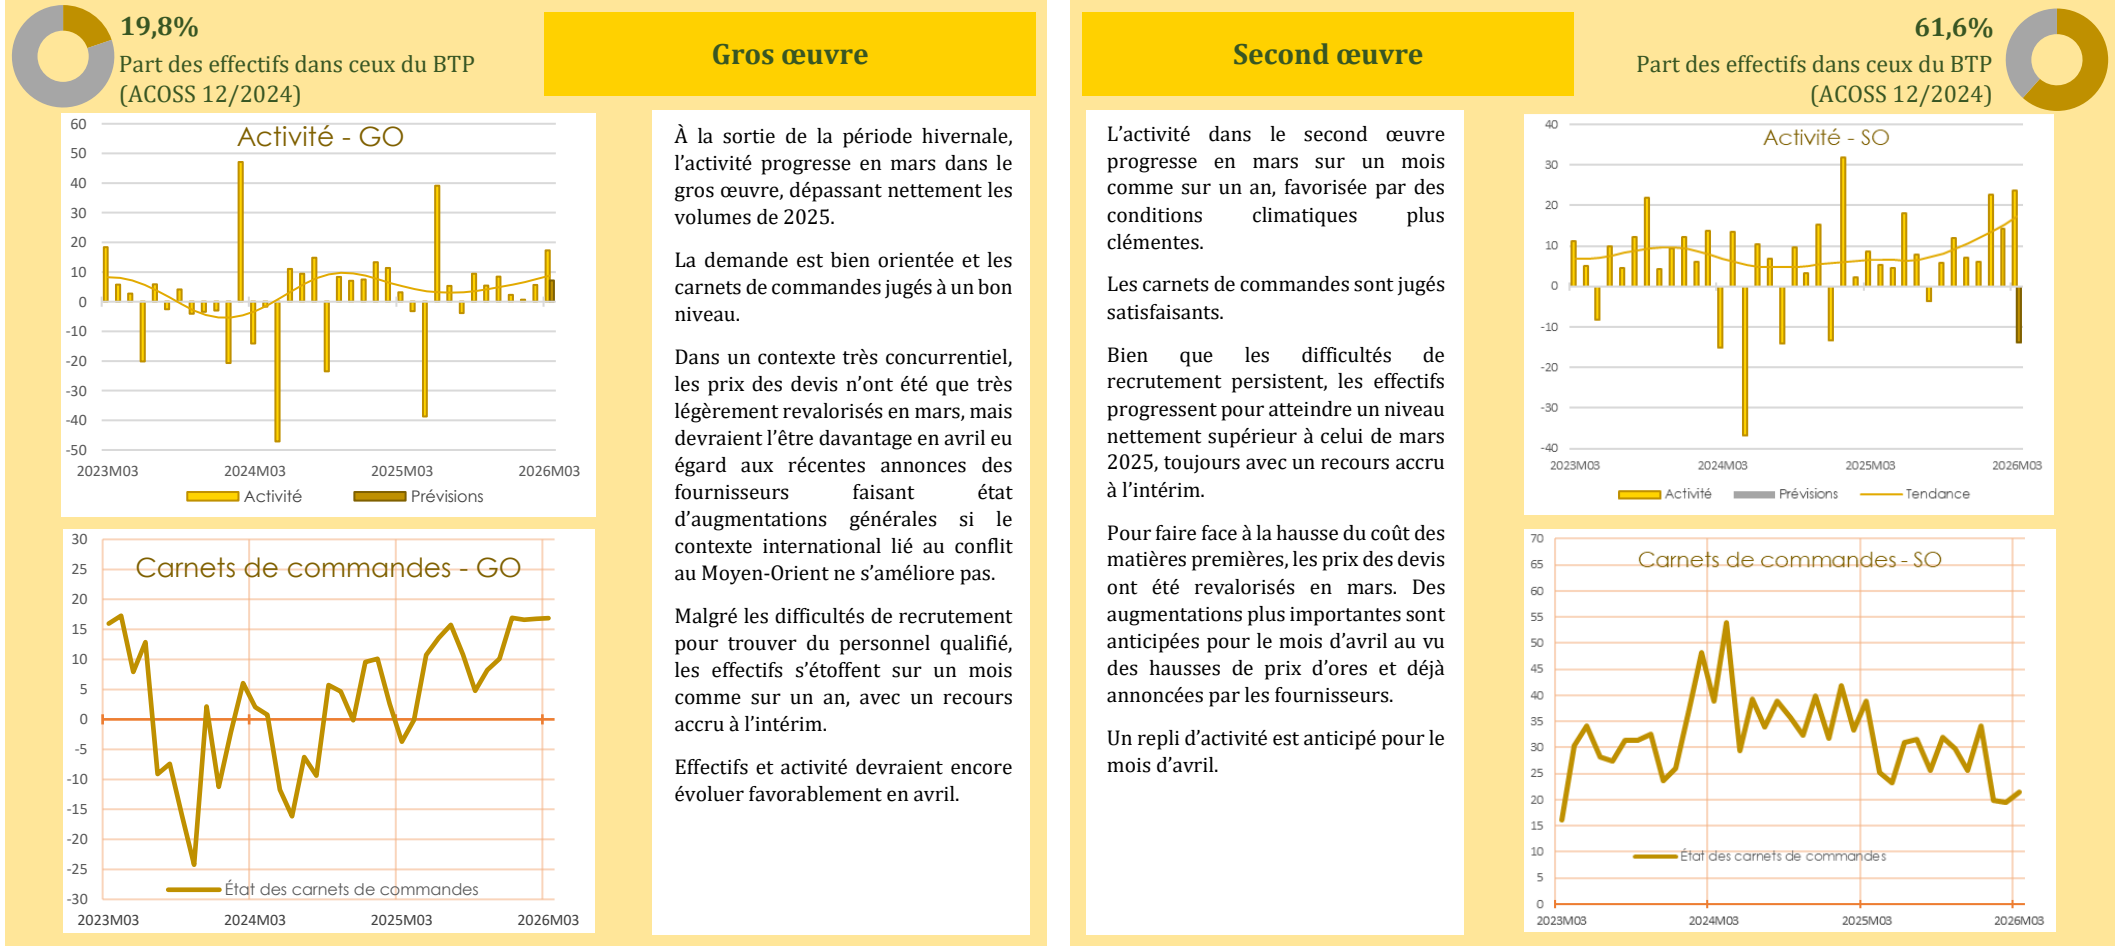 19,8%
Part des effectifs dans ceux du BTP
(ACOSS 12/2024)
Gros œuvre
Activité - GO
60
50
40
30
20
10
0
-10
-20
-30
-40
-50
2023M03 2024M03 2025M03 2026M03
Activité Prévisions
Carnets de commandes - GO
30
25
20
15
10
5
0
-5
-10
-15
-20
-25
-30
État des carnets de commandes
2023M03 2024M03 2025M03 2026M03
À la sortie de la période hivernale,
l’activité progresse en mars dans le
gros œuvre, dépassant nettement les
volumes de 2025.
La demande est bien orientée et les
carnets de commandes jugés à un bon
niveau.
Dans un contexte très concurrentiel,
les prix des devis n’ont été que très
légèrement revalorisés en mars, mais
devraient l’être davantage en avril eu
égard aux récentes annonces des
fournisseurs faisant état
d’augmentations générales si le
contexte international lié au conflit
au Moyen-Orient ne s’améliore pas.
Malgré les difficultés de recrutement
pour trouver du personnel qualifié,
les effectifs s’étoffent sur un mois
comme sur un an, avec un recours
accru à l’intérim.
Effectifs et activité devraient encore
évoluer favorablement en avril.
Second œuvre
61,6%
Part des effectifs dans ceux du BTP
(ACOSS 12/2024)
L’activité dans le second œuvre
progresse en mars sur un mois
comme sur un an, favorisée par des
conditions climatiques plus
clémentes.
Les carnets de commandes sont jugés
satisfaisants.
Bien que les difficultés de
recrutement persistent, les effectifs
progressent pour atteindre un niveau
nettement supérieur à celui de mars
2025, toujours avec un recours accru
à l’intérim.
Pour faire face à la hausse du coût des
matières premières, les prix des devis
ont été revalorisés en mars. Des
augmentations plus importantes sont
anticipées pour le mois d’avril au vu
des hausses de prix d’ores et déjà
annoncées par les fournisseurs.
Un repli d’activité est anticipé pour le
mois d’avril.
Activité - SO
40
30
20
10
0
-10
-20
-30
-40
2023M03 2024M03 2025M03 2026M03
Activité Prévisions Tendance
Carnets de commandes - SO
70
65
60
55
50
45
40
35
30
25
20
15
10
5
0
État des carnets de commandes
2023M03 2024M03 2025M03 2026M03